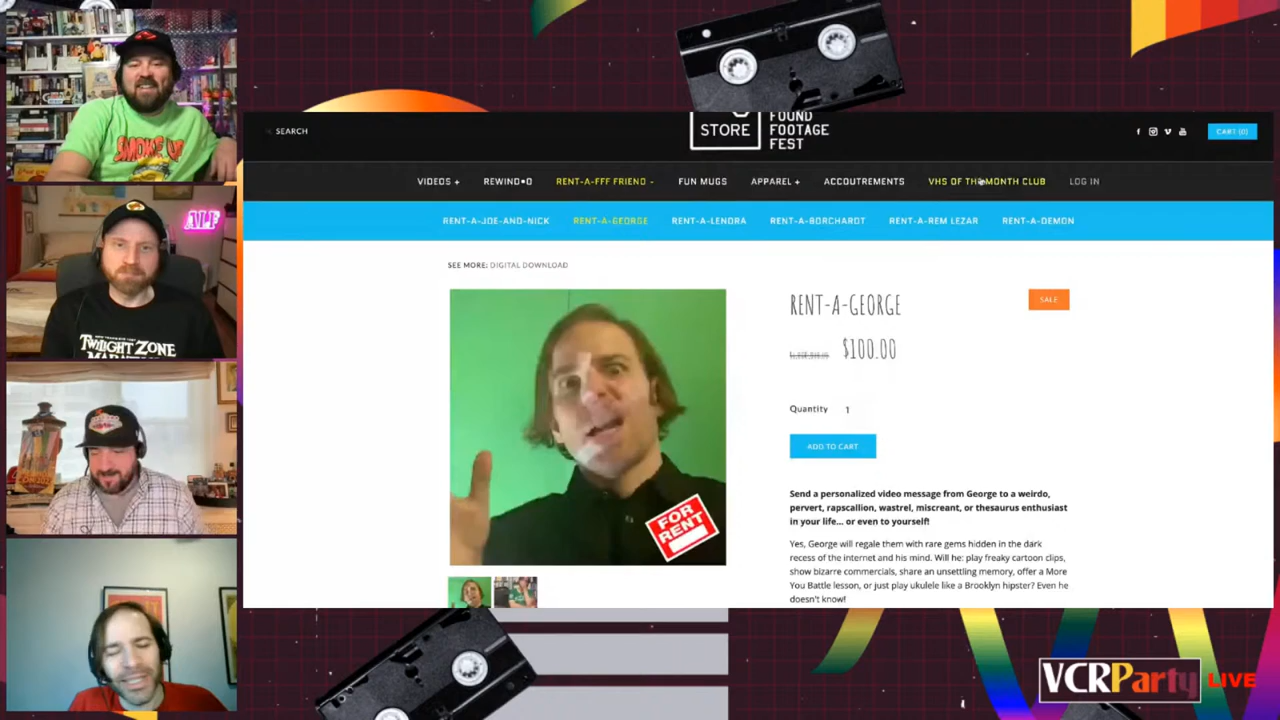 SMOKE UP
ALF
TWILIGHT ZONE
STORE
FOUND
FOOTAGE
FEST
SEARCH
CART (0)
VIDEOS +
REWIND
RENT-A-FFF FRIEND -
FUN MUGS
APPAREL +
ACCOUTREMENTS
VHS OF THE MONTH CLUB
LOG IN
RENT-A-JOE-AND-NICK
RENT-A-GEORGE
RENT-A-LENDRA
RENT-A-BORCHARDT
RENT-A-REM LEZAR
RENT-A-DEMON
SEE MORE: DIGITAL DOWNLOAD
FOR
RENT
RENT-A-GEORGE
SALE
$100.00
Quantity 1
ADD TO CART
Send a personalized video message from George to a weirdo,
pervert, rapscallion, wastrel, miscreant, or thesaurus enthusiast
in your life... or even to yourself!
Yes, George will regale them with rare gems hidden in the dark
recess of the internet and his mind. Will he: play freaky cartoon clips,
show bizarre commercials, share an unsettling memory, offer a More
You Battle lesson, or just play ukulele like a Brooklyn hipster? Even he
doesn't know!
VCRParty LIVE